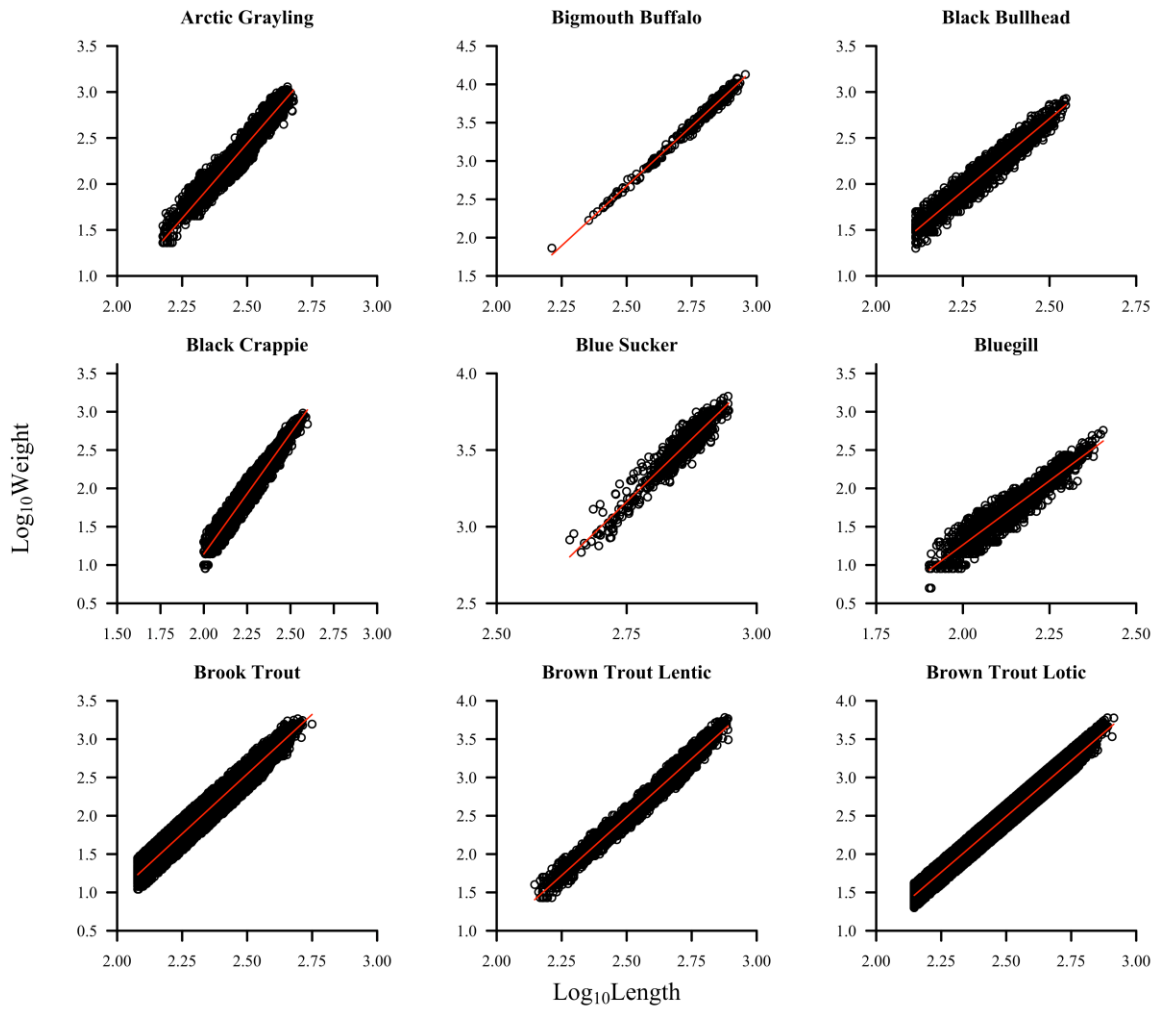 Arctic Grayling Bigmouth Buffalo Black Bullhead
3.5 4.5 3.5
3.0 4.0 3.0
2.5 3.5 2.5
2.0 3.0 2.0
1.5 2.5 1.5
2.0
1.0 1.5 1.0
2.00 2.25 2.50 2.75 3.00 2.00 2.25 2.50 2.75 3.00 2.00 2.25 2.50 2.75
Black Crappie Blue Sucker Bluegill
3.5 4.0 3.5
3.0 3.0
2.5 3.5 2.5
2.0 2.0
1.5 3.0 1.5
1.0 1.0
0.5 2.5 0.5
1.50 1.75 2.00 2.25 2.50 2.75 3.00 2.50 2.75 3.00 1.75 2.00 2.25 2.50
Log₁₀Weight
Brook Trout Brown Trout Lentic Brown Trout Lotic
3.5 4.0 4.0
3.0 3.5 3.5
2.5 3.0 3.0
2.0 2.5 2.5
1.5 2.0 2.0
1.0 1.5 1.5
0.5 1.0 1.0
2.00 2.25 2.50 2.75 3.00 2.00 2.25 2.50 2.75 3.00 2.00 2.25 2.50 2.75 3.00
Log₁₀Length